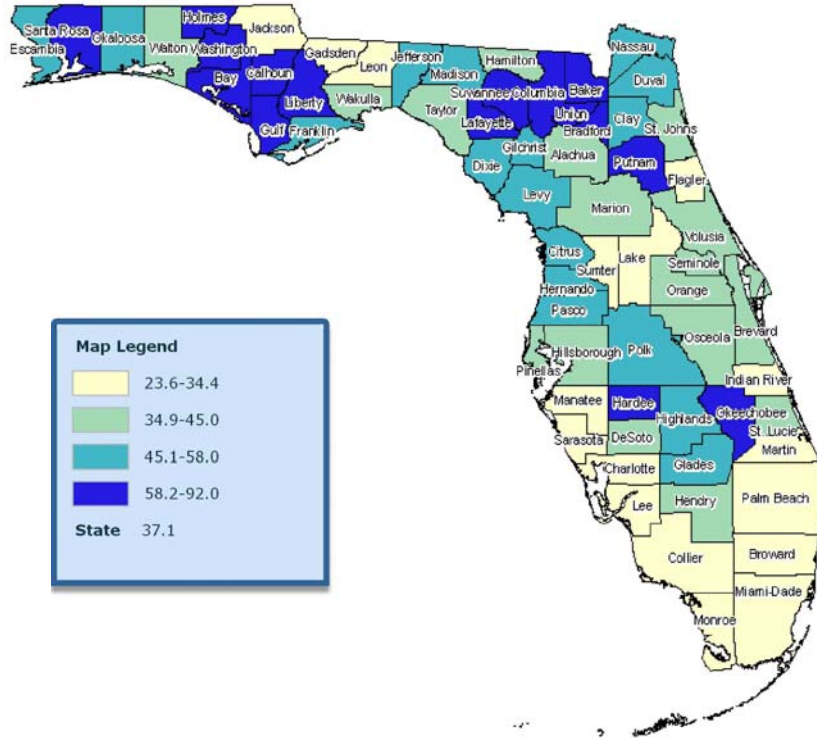 Holmes
Jackson
Santa Rosa
Okaloosa
Escambia
Walton
Washington
Gadsden
Leon
Jefferson
Hamilton
Nassau
Bay
Calhoun
Liberty
Wakulla
Madison
Suwannee
Columbia
Baker
Duval
Gulf
Franklin
Taylor
Lafayette
Union
Bradford
Clay
St. Johns
Gilchrist
Alachua
Putnam
Dixie
Flagler
Levy
Marion
Volusia
Citrus
Sumter
Lake
Seminole
Hernando
Orange
Pasco
Pinellas
Hillsborough
Polk
Osceola
Brevard
Indian River
Manatee
Hardee
Highlands
Okeechobee
St. Lucie
Sarasota
DeSoto
Martin
Charlotte
Glades
Lee
Hendry
Palm Beach
Collier
Broward
Miami-Dade
Monroe
Map Legend
23.6-34.4
34.9-45.0
45.1-58.0
58.2-92.0
State 37.1